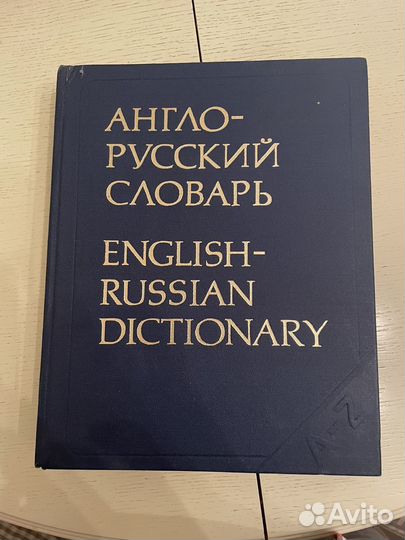 АНГЛО-
РУССКИЙ
СЛОВАРЬ
ENGLISH-
RUSSIAN
DICTIONARY
A–Z
Avito